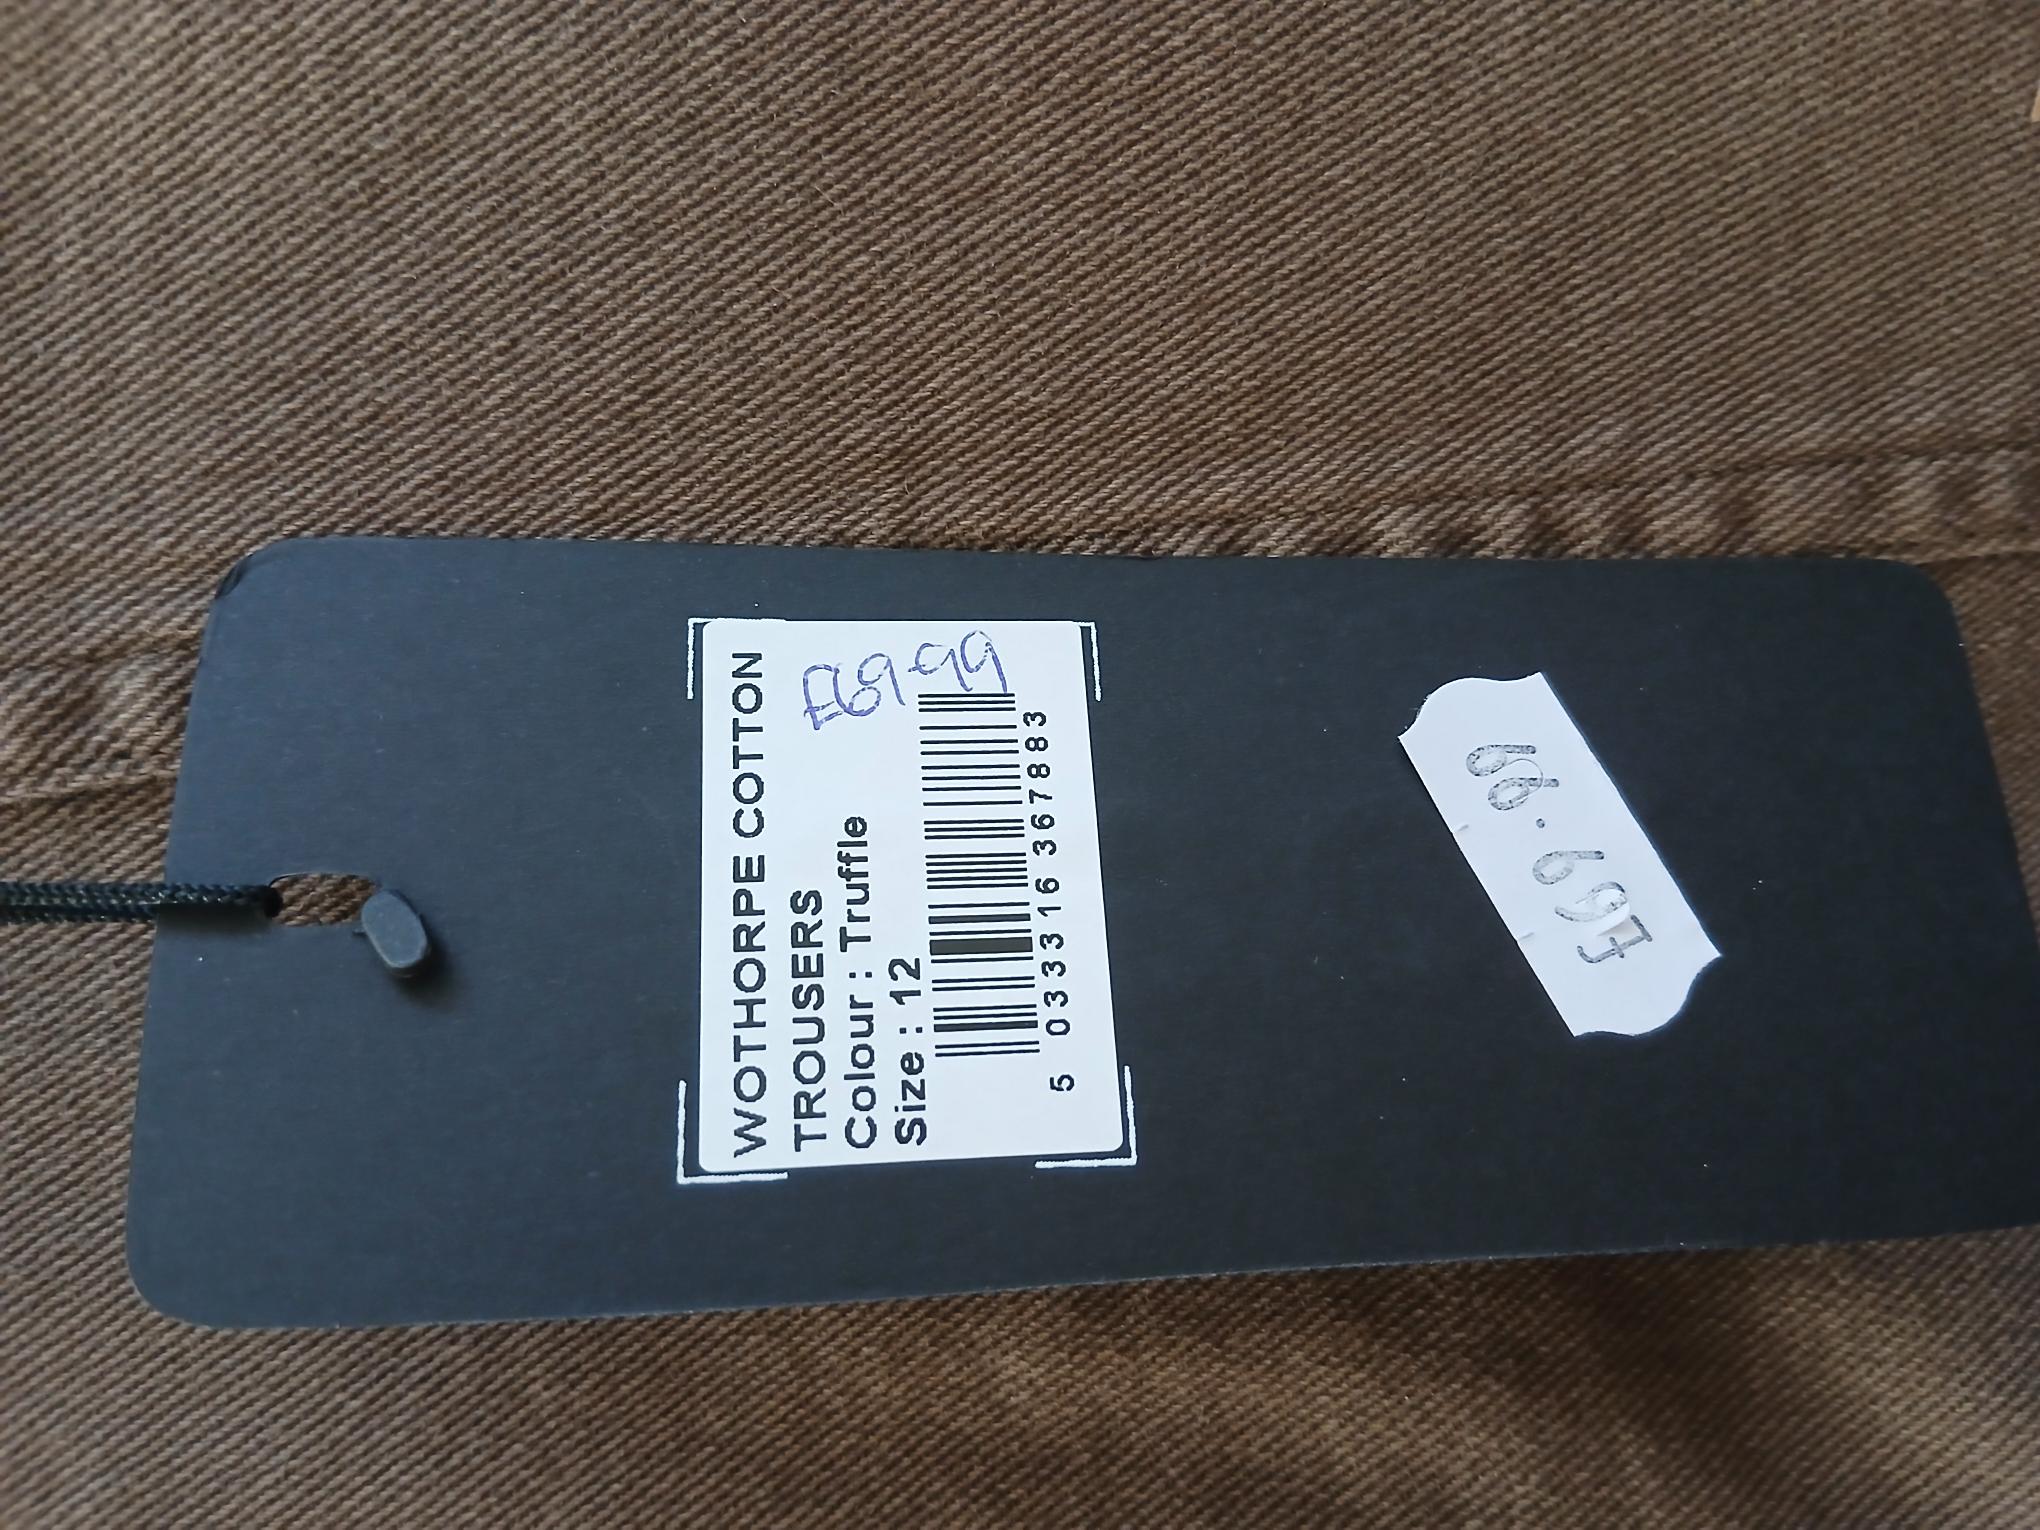 WOTHORPE COTTON
TROUSERS
Colour : Truffle
Size : 12
£69.99
5 033316 367883
£69.99